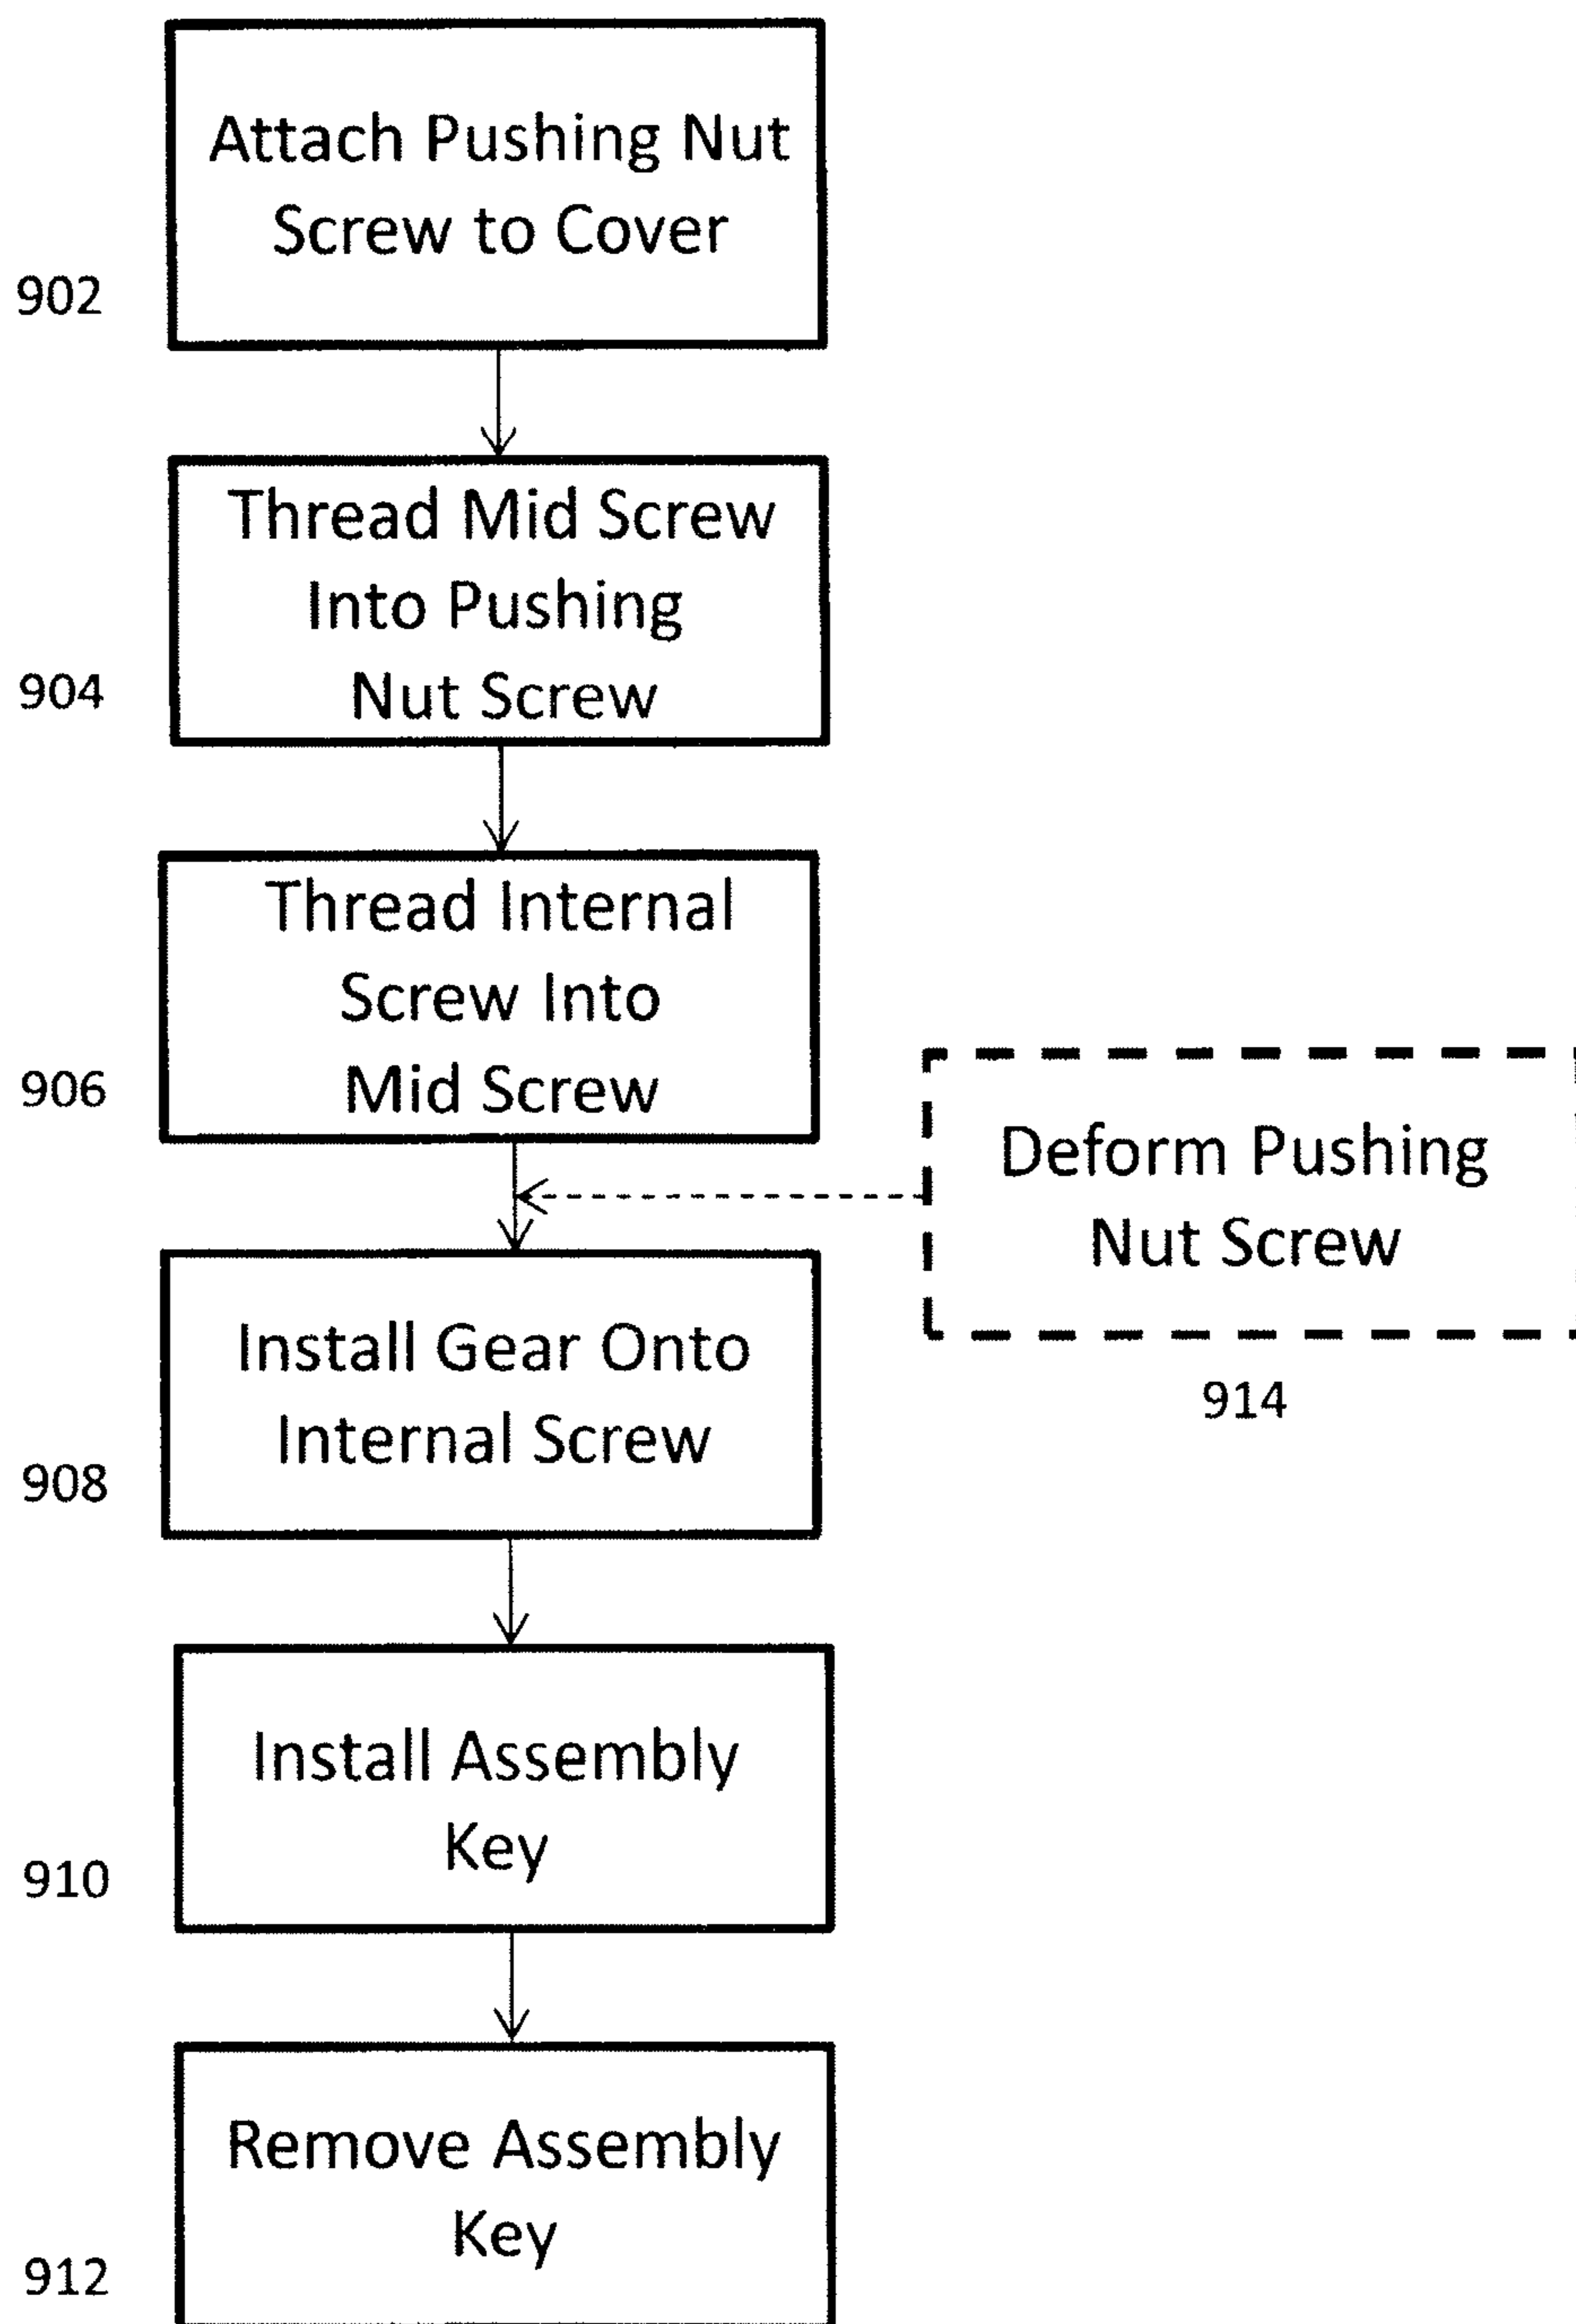 Attach Pushing Nut
Screw to Cover
902
Thread Mid Screw
Into Pushing
Nut Screw
904
Thread Internal
Screw Into
Mid Screw
906
Deform Pushing
Nut Screw
914
Install Gear Onto
Internal Screw
908
Install Assembly
Key
910
Remove Assembly
Key
912